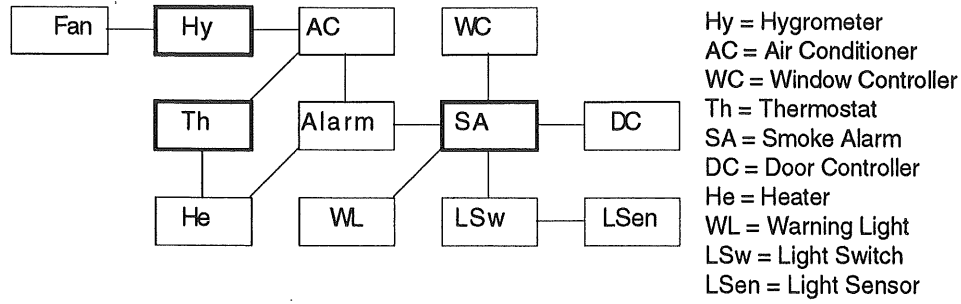 Fan
Hy
AC
WC
Th
Alarm
SA
DC
He
WL
LSw
LSen
Hy = Hygrometer
AC = Air Conditioner
WC = Window Controller
Th = Thermostat
SA = Smoke Alarm
DC = Door Controller
He = Heater
WL = Warning Light
LSw = Light Switch
LSen = Light Sensor